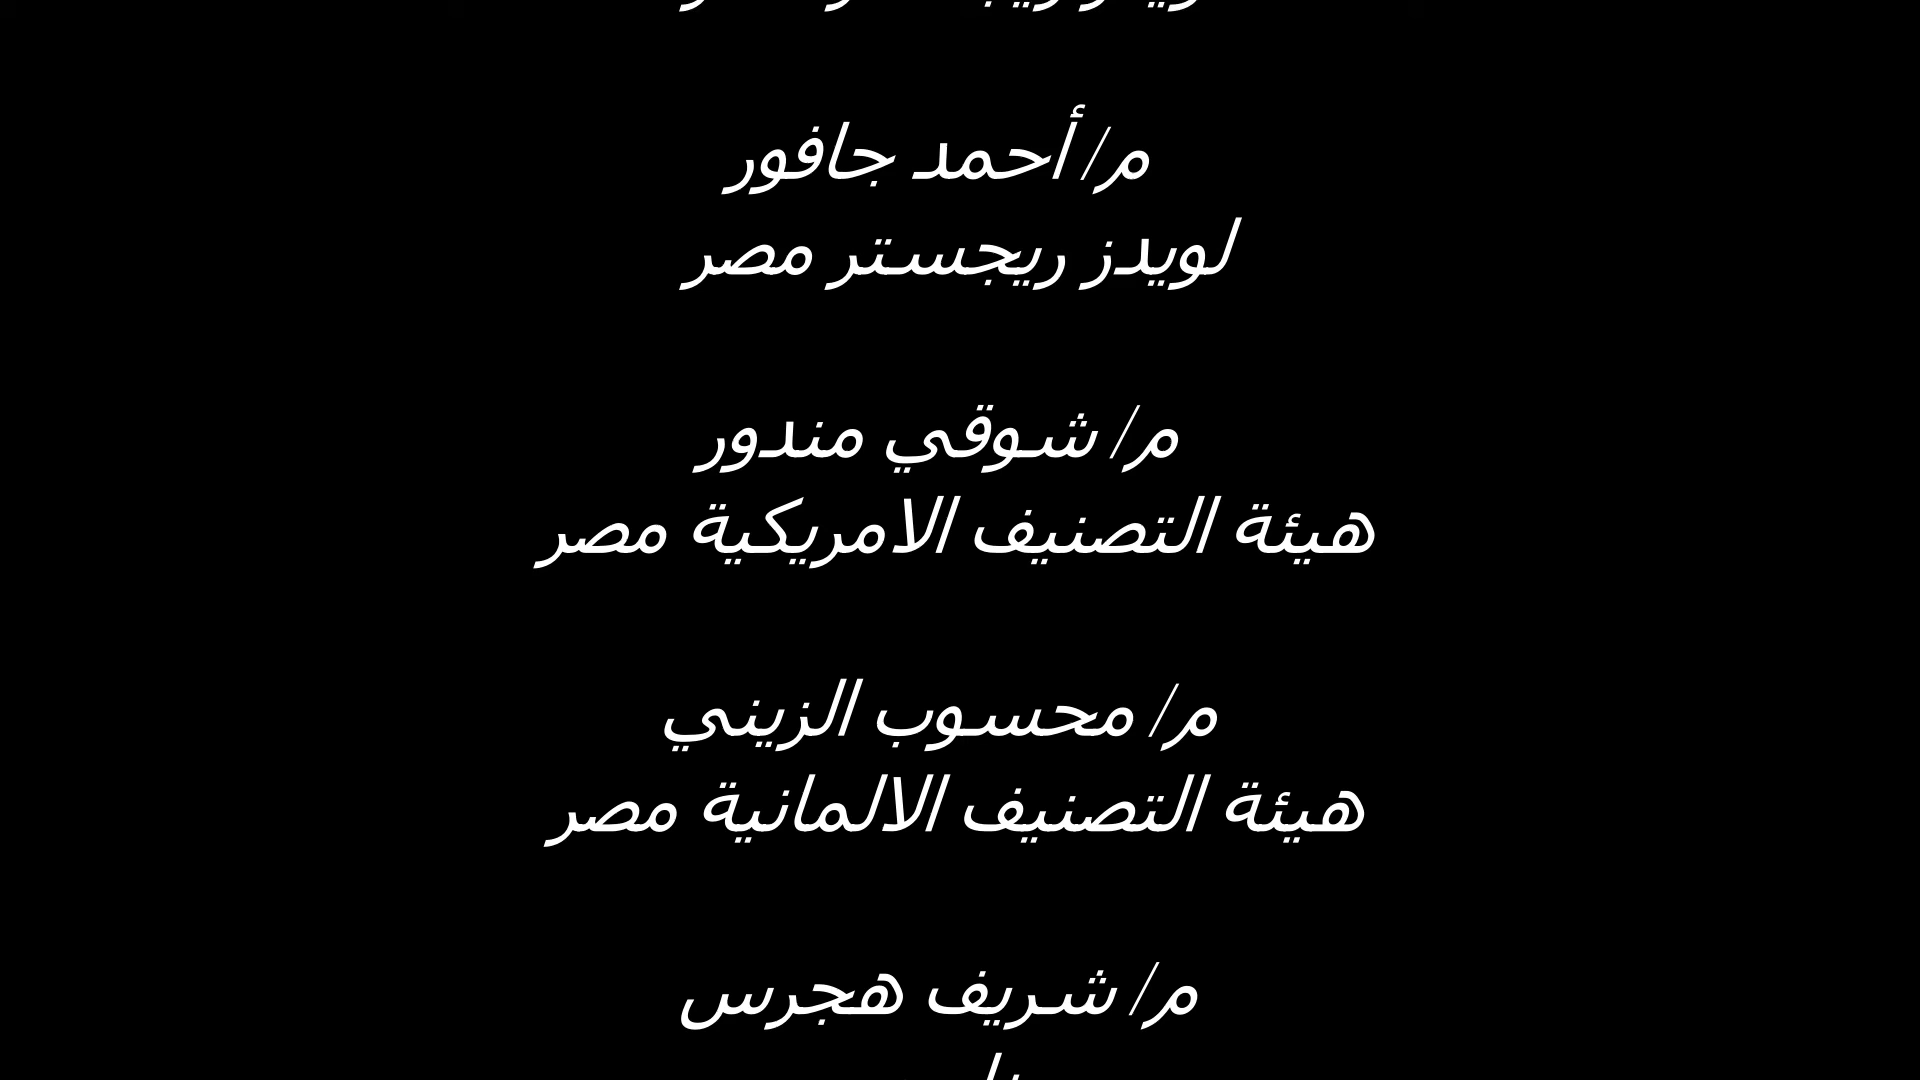 م/ أحمد جافور
لويدز ريجستر مصر
م/ شوقي مندور
هيئة التصنيف الامريكية مصر
م/ محسوب الزيني
هيئة التصنيف الالمانية مصر
م/ شريف هجرس